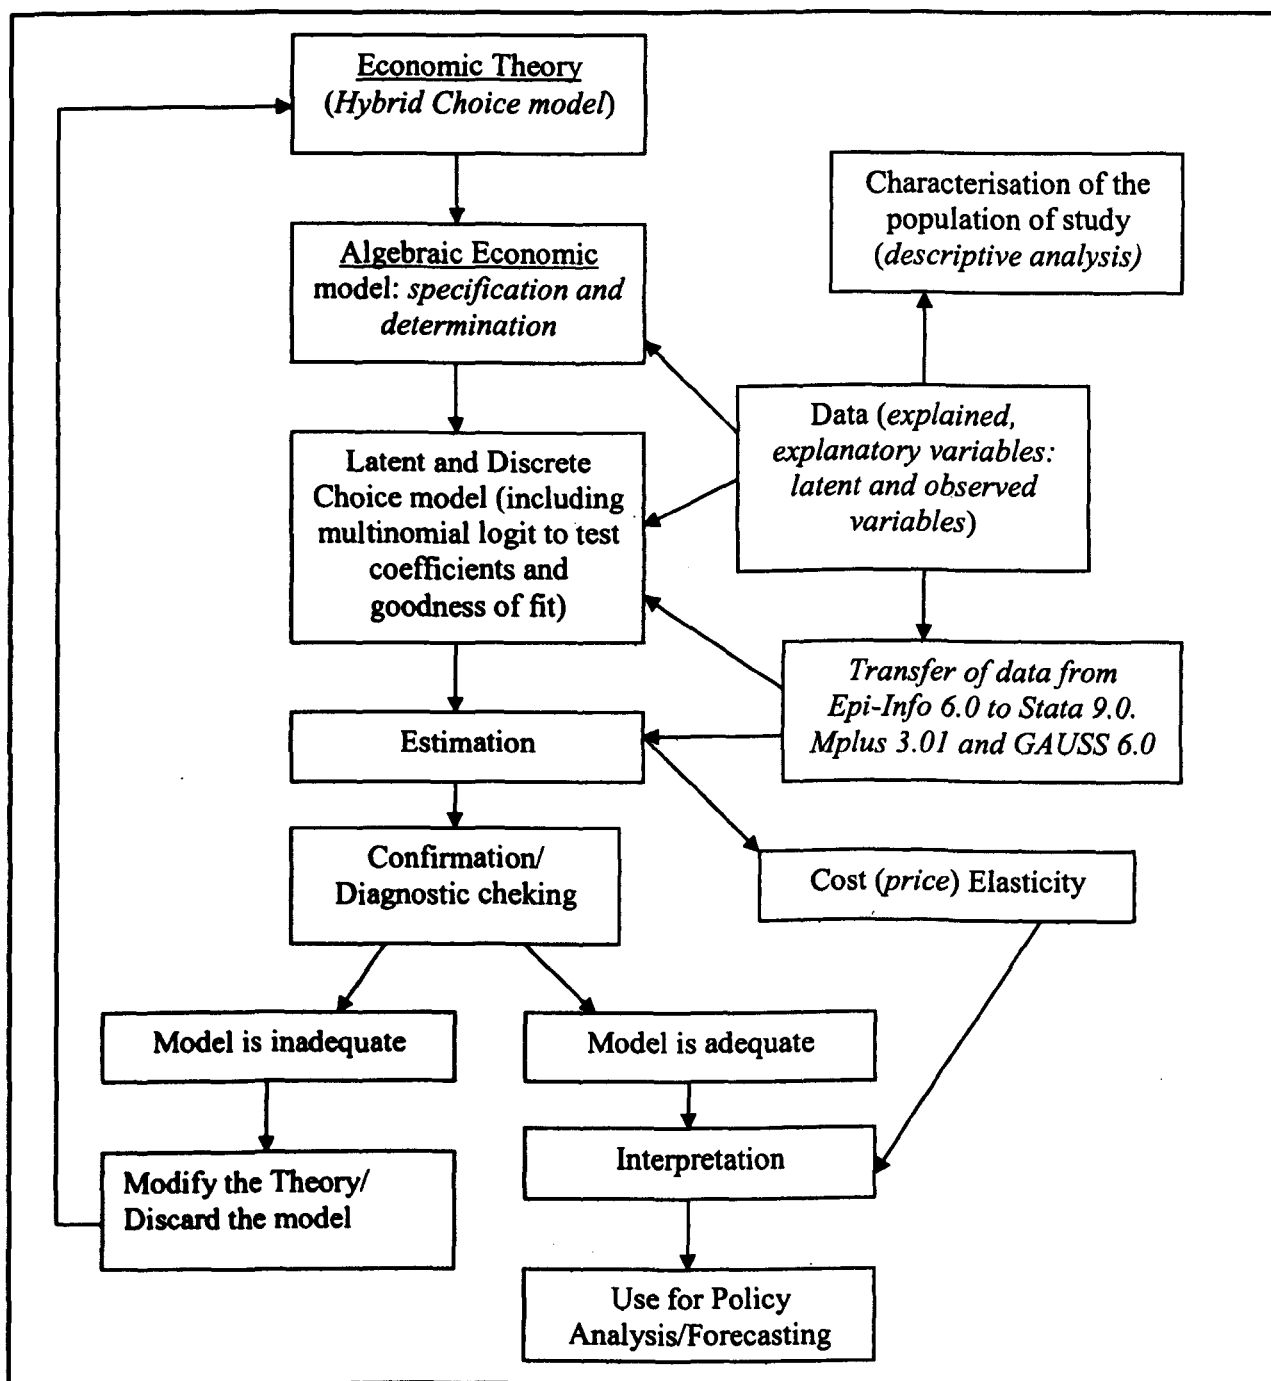 Economic Theory
(Hybrid Choice model)
Characterisation of the
population of study
(descriptive analysis)
Algebraic Economic
model: specification and
determination
Data (explained,
explanatory variables:
latent and observed
variables)
Latent and Discrete
Choice model (including
multinomial logit to test
coefficients and
goodness of fit)
Transfer of data from
Epi-Info 6.0 to Stata 9.0.
Mplus 3.01 and GAUSS 6.0
Estimation
Confirmation/
Diagnostic cheking
Cost (price) Elasticity
Model is inadequate
Model is adequate
Modify the Theory/
Discard the model
Interpretation
Use for Policy
Analysis/Forecasting